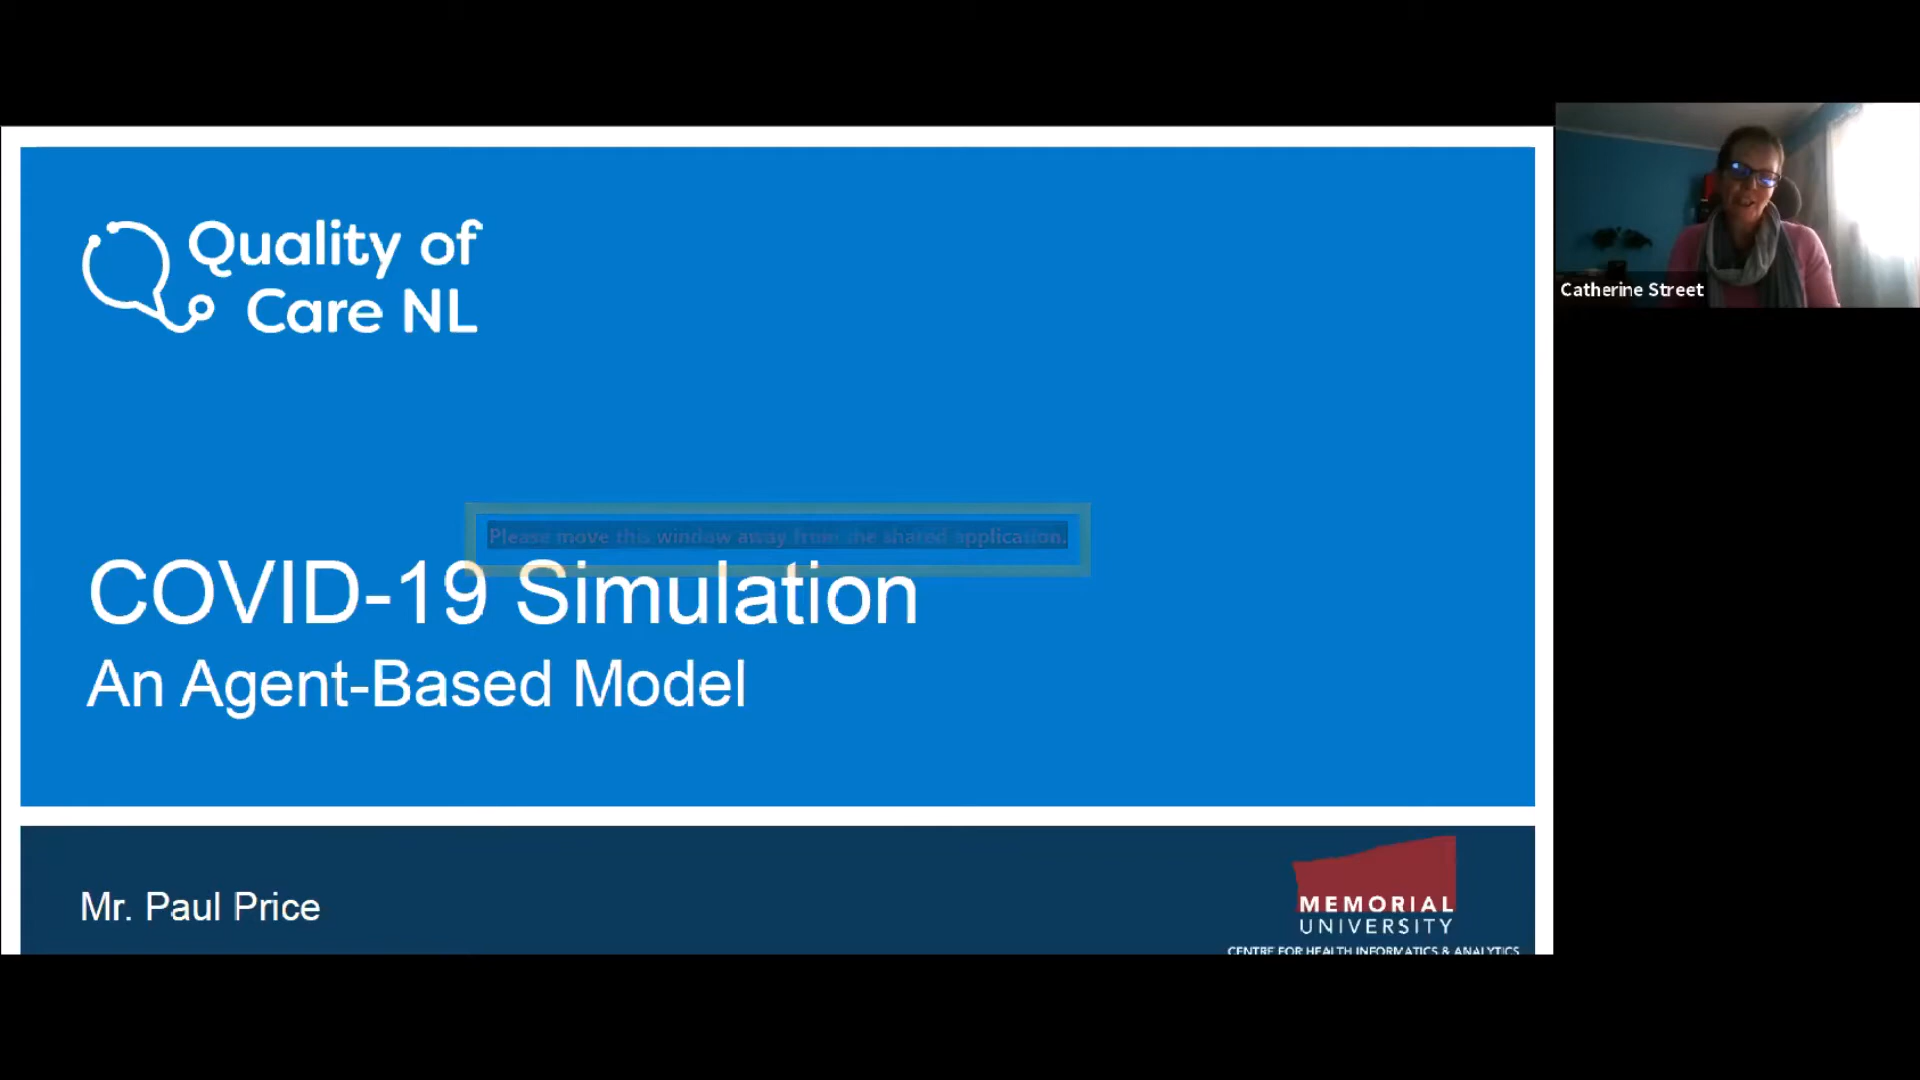 Quality of
Care NL
Please move this window away from the shared application.
COVID-19 Simulation
An Agent-Based Model
Mr. Paul Price
MEMORIAL
UNIVERSITY
CENTRE FOR HEALTH INFORMATICS & ANALYTICS
Catherine Street